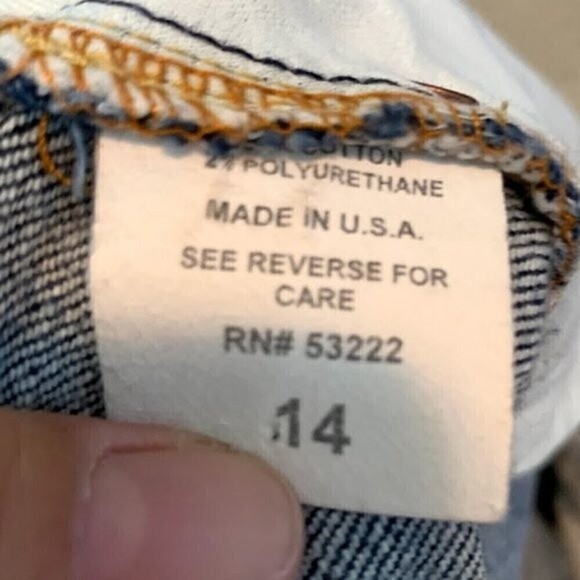 COTTON
2% POLYURETHANE
MADE IN U.S.A.
SEE REVERSE FOR
CARE
RN# 53222
14